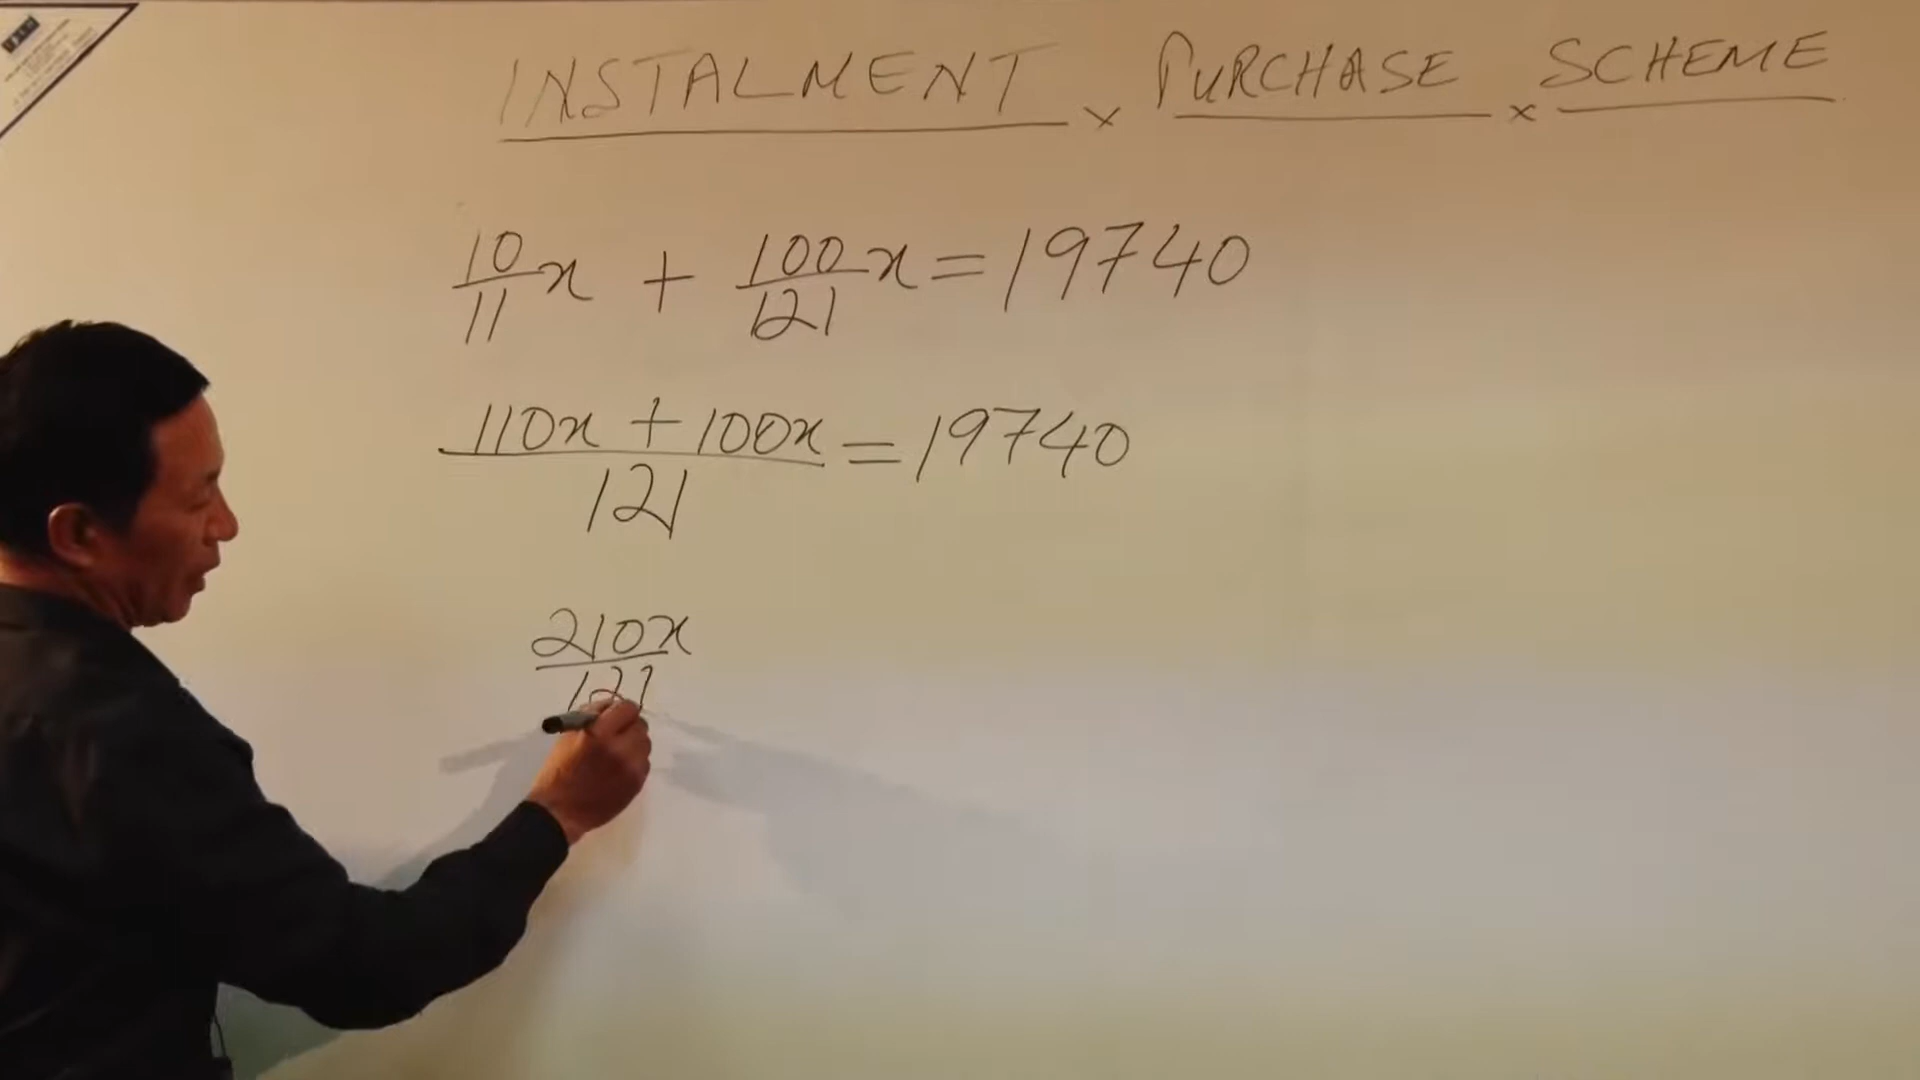 INSTALMENT × PURCHASE × SCHEME
10/11 x + 100/121 x = 19740
110x + 100x / 121 = 19740
210x / 121